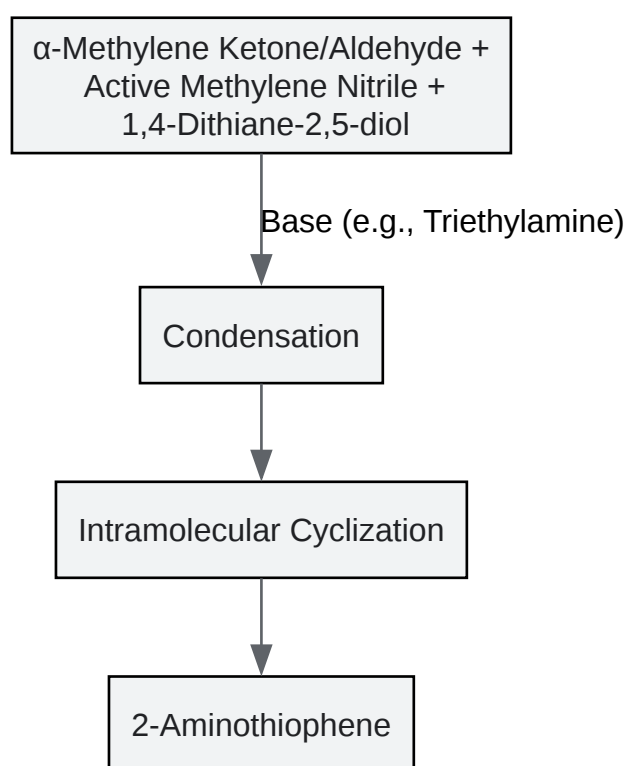 α-Methylene Ketone/Aldehyde +
Active Methylene Nitrile +
1,4-Dithiane-2,5-diol
Base (e.g., Triethylamine)
Condensation
Intramolecular Cyclization
2-Aminothiophene